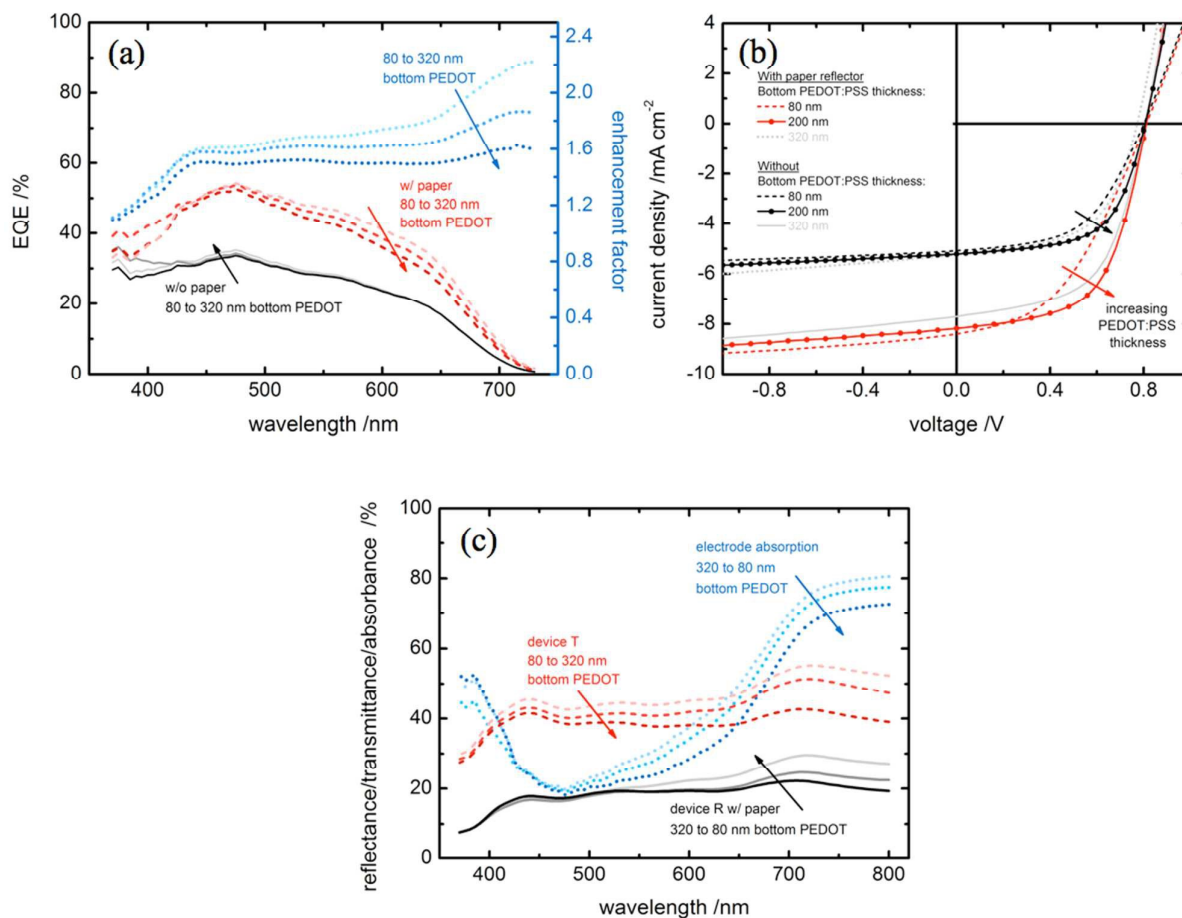 100
80
60
40
20
0
EQE /%
(a)
80 to 320 nm
bottom PEDOT
w/ paper
80 to 320 nm
bottom PEDOT
w/o paper
80 to 320 nm bottom PEDOT
2.4
2.0
1.6
1.2
0.8
0.4
0.0
enhancement factor
400 500 600 700
wavelength /nm
4
2
0
-2
-4
-6
-8
-10
current density /mA cm-2
(b)
With paper reflector
Bottom PEDOT:PSS thickness:
80 nm
200 nm
320 nm
Without
Bottom PEDOT:PSS thickness:
80 nm
200 nm
320 nm
increasing
PEDOT:PSS
thickness
-0.8 -0.4 0.0 0.4 0.8
voltage /V
100
80
60
40
20
0
reflectance/transmittance/absorbance /%
(c)
electrode absorption
320 to 80 nm
bottom PEDOT
device T
80 to 320 nm
bottom PEDOT
device R w/ paper
320 to 80 nm bottom PEDOT
400 500 600 700 800
wavelength /nm